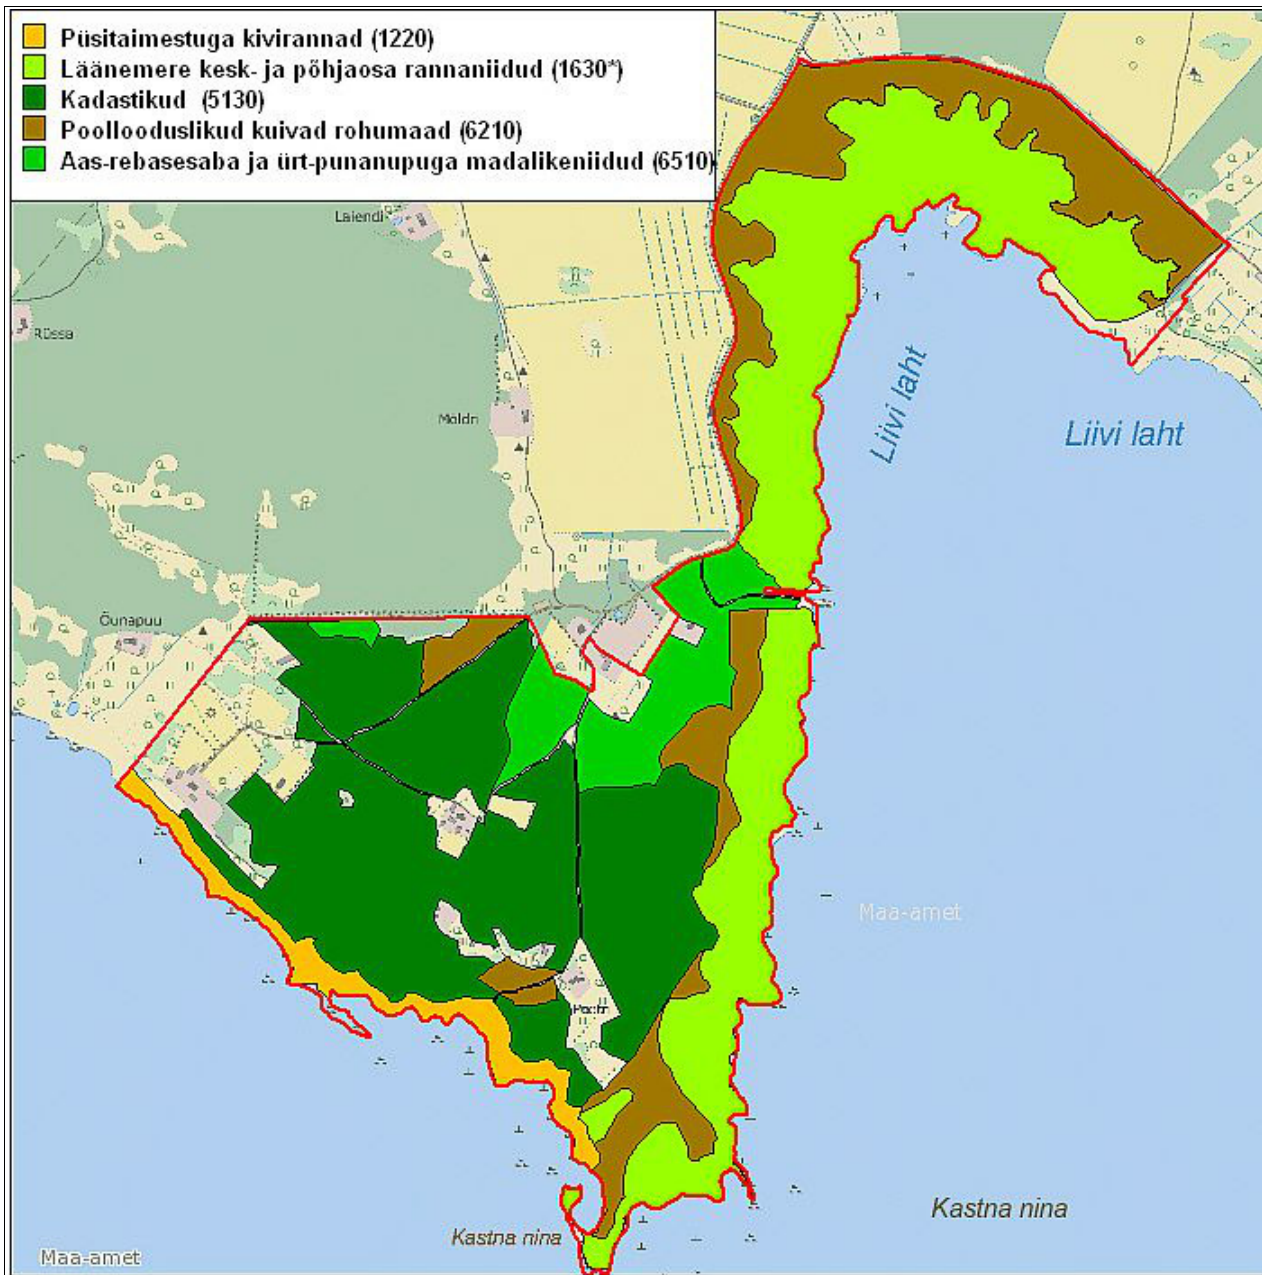 Püsitaimestuga kivirannad (1220)
Läänemere kesk- ja põhjaosa rannaniidud (1630*)
Kadastikud (5130)
Poollooduslikud kuivad rohumaad (6210)
Aas-rebasesaba ja ürt-punanupuga madalikeniidud (6510)
Laiendi
Rüssa
Möldri
Liivi laht
Liivi laht
Õunapuu
Maa-amet
Kastna nina
Kastna nina
Maa-amet